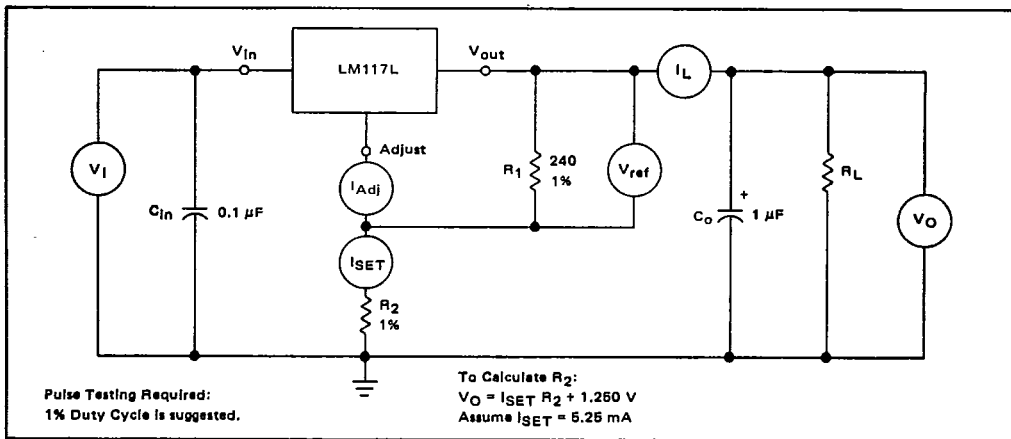 Vin
LM117L
Vout
IL
Adjust
R1
240
1%
Vref
VI
IAdj
Cin
0.1 μF
ISET
R2
1%
+
Co
1 μF
RL
VO
Pulse Testing Required:
1% Duty Cycle is suggested.
To Calculate R2:
VO = ISET R2 + 1.250 V
Assume ISET = 5.25 mA